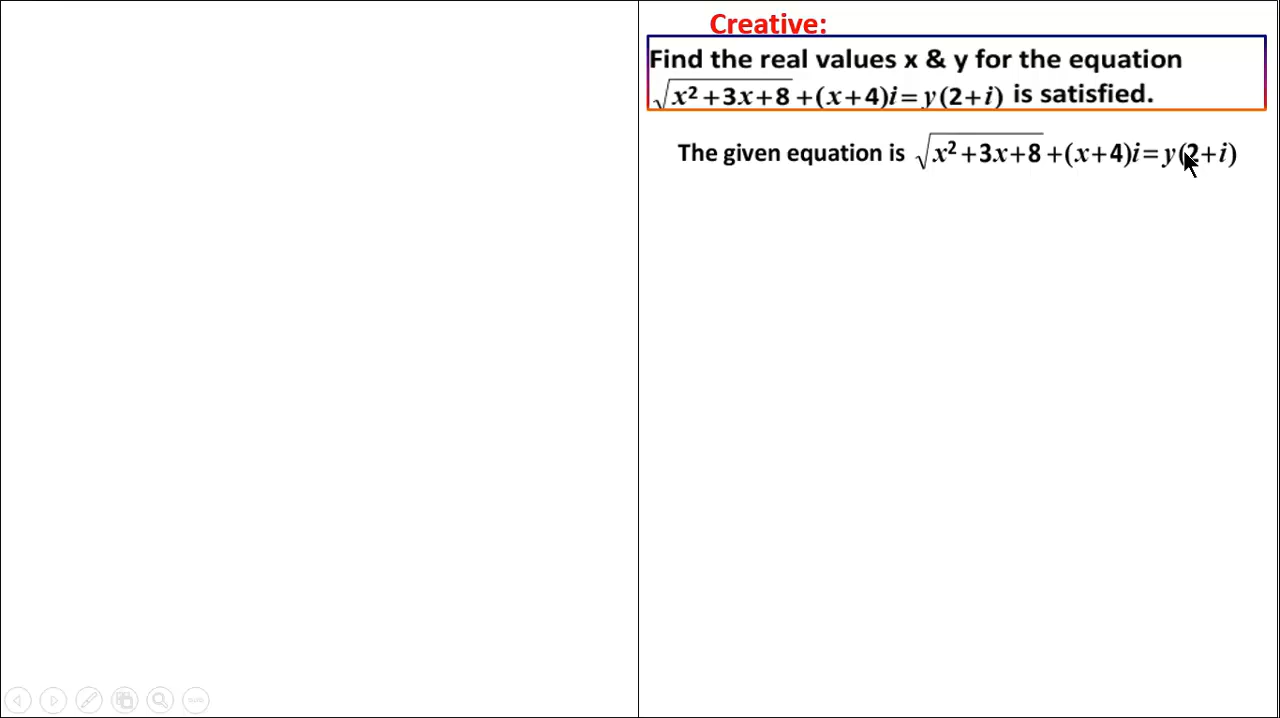 Creative:
Find the real values x & y for the equation
√x²+3x+8 +(x+4)i=y(2+i) is satisfied.
The given equation is √x²+3x+8 +(x+4)i=y(2+i)